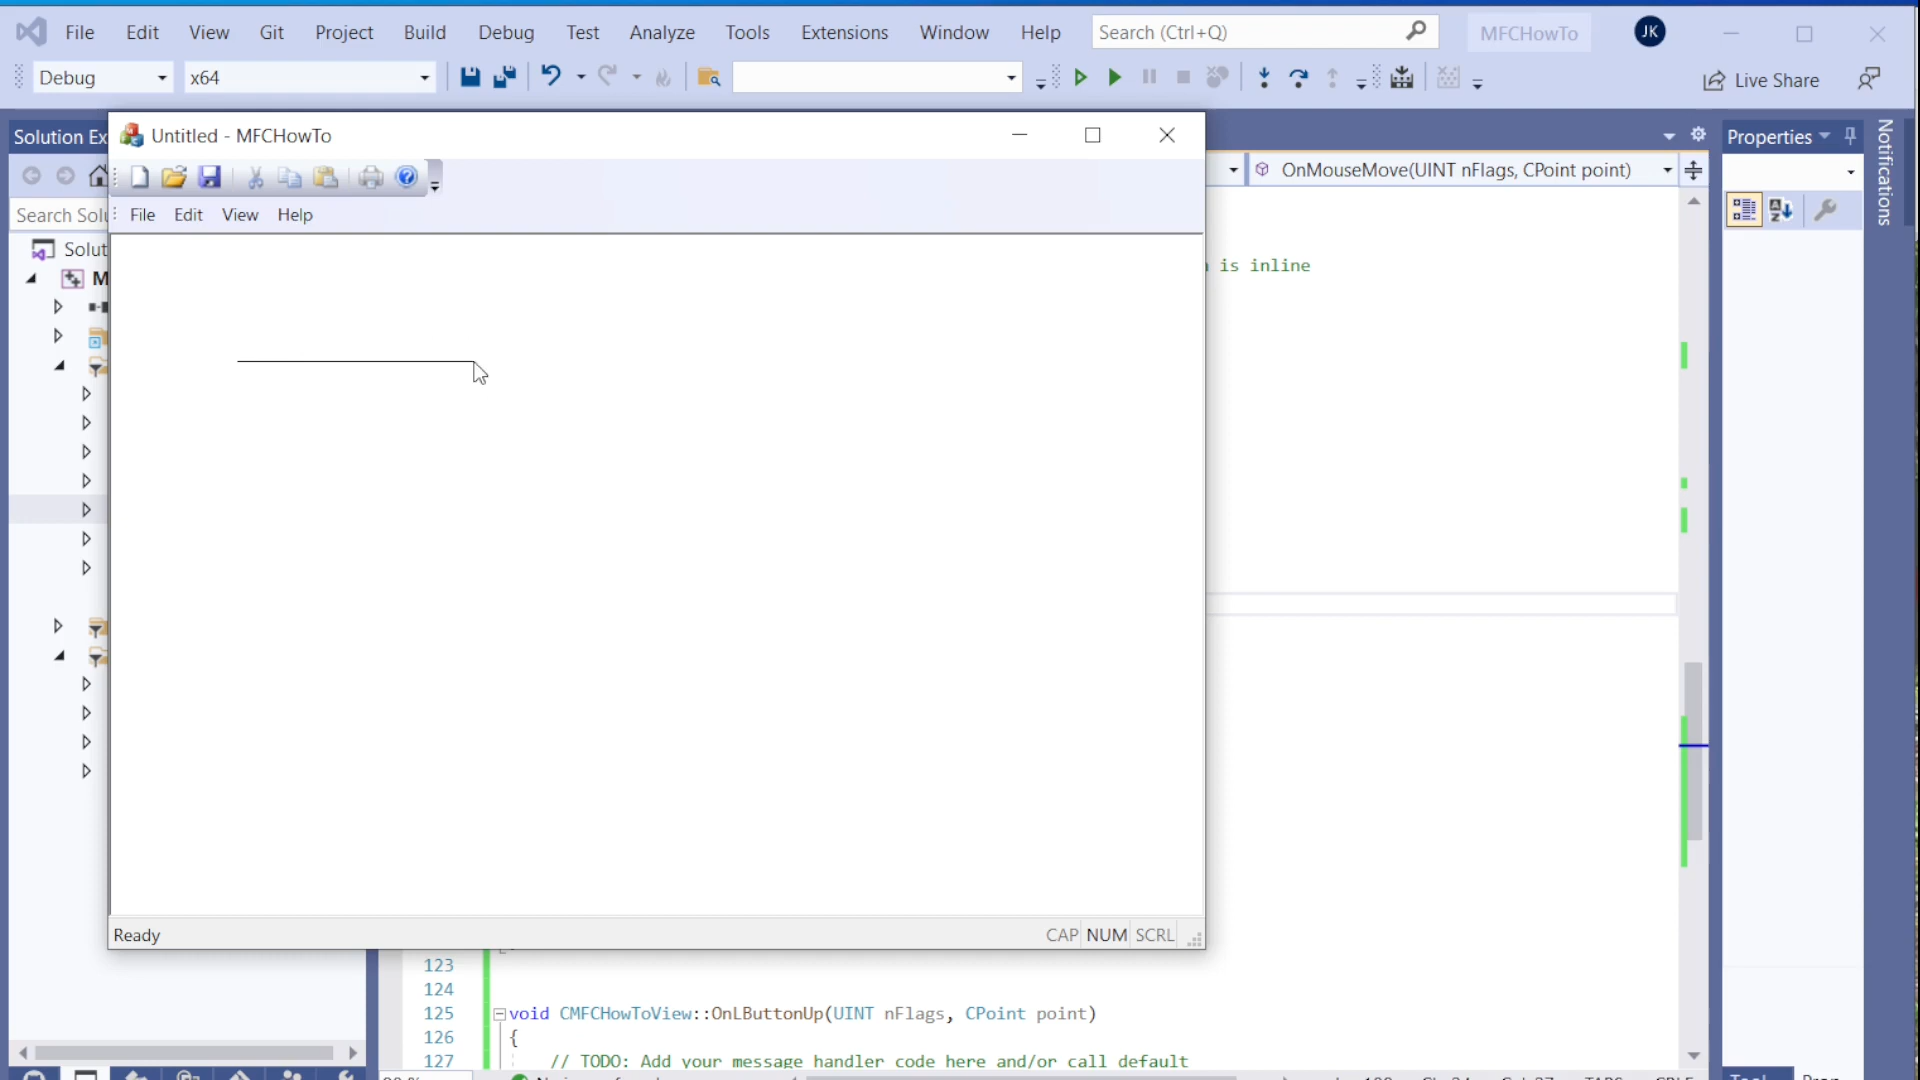 File Edit View Git Project Build Debug Test Analyze Tools Extensions Window Help Search (Ctrl+Q) MFCHowTo JK
Debug x64 Live Share
Solution Ex
Untitled - MFCHowTo
OnMouseMove(UINT nFlags, CPoint point)
Properties
Notifications
Search Solu
File Edit View Help
Solut
M
is inline
Ready
CAP NUM SCRL
123
124
125 void CMFCHowToView::OnLButtonUp(UINT nFlags, CPoint point)
126 {
127 // TODO: Add your message handler code here and/or call default